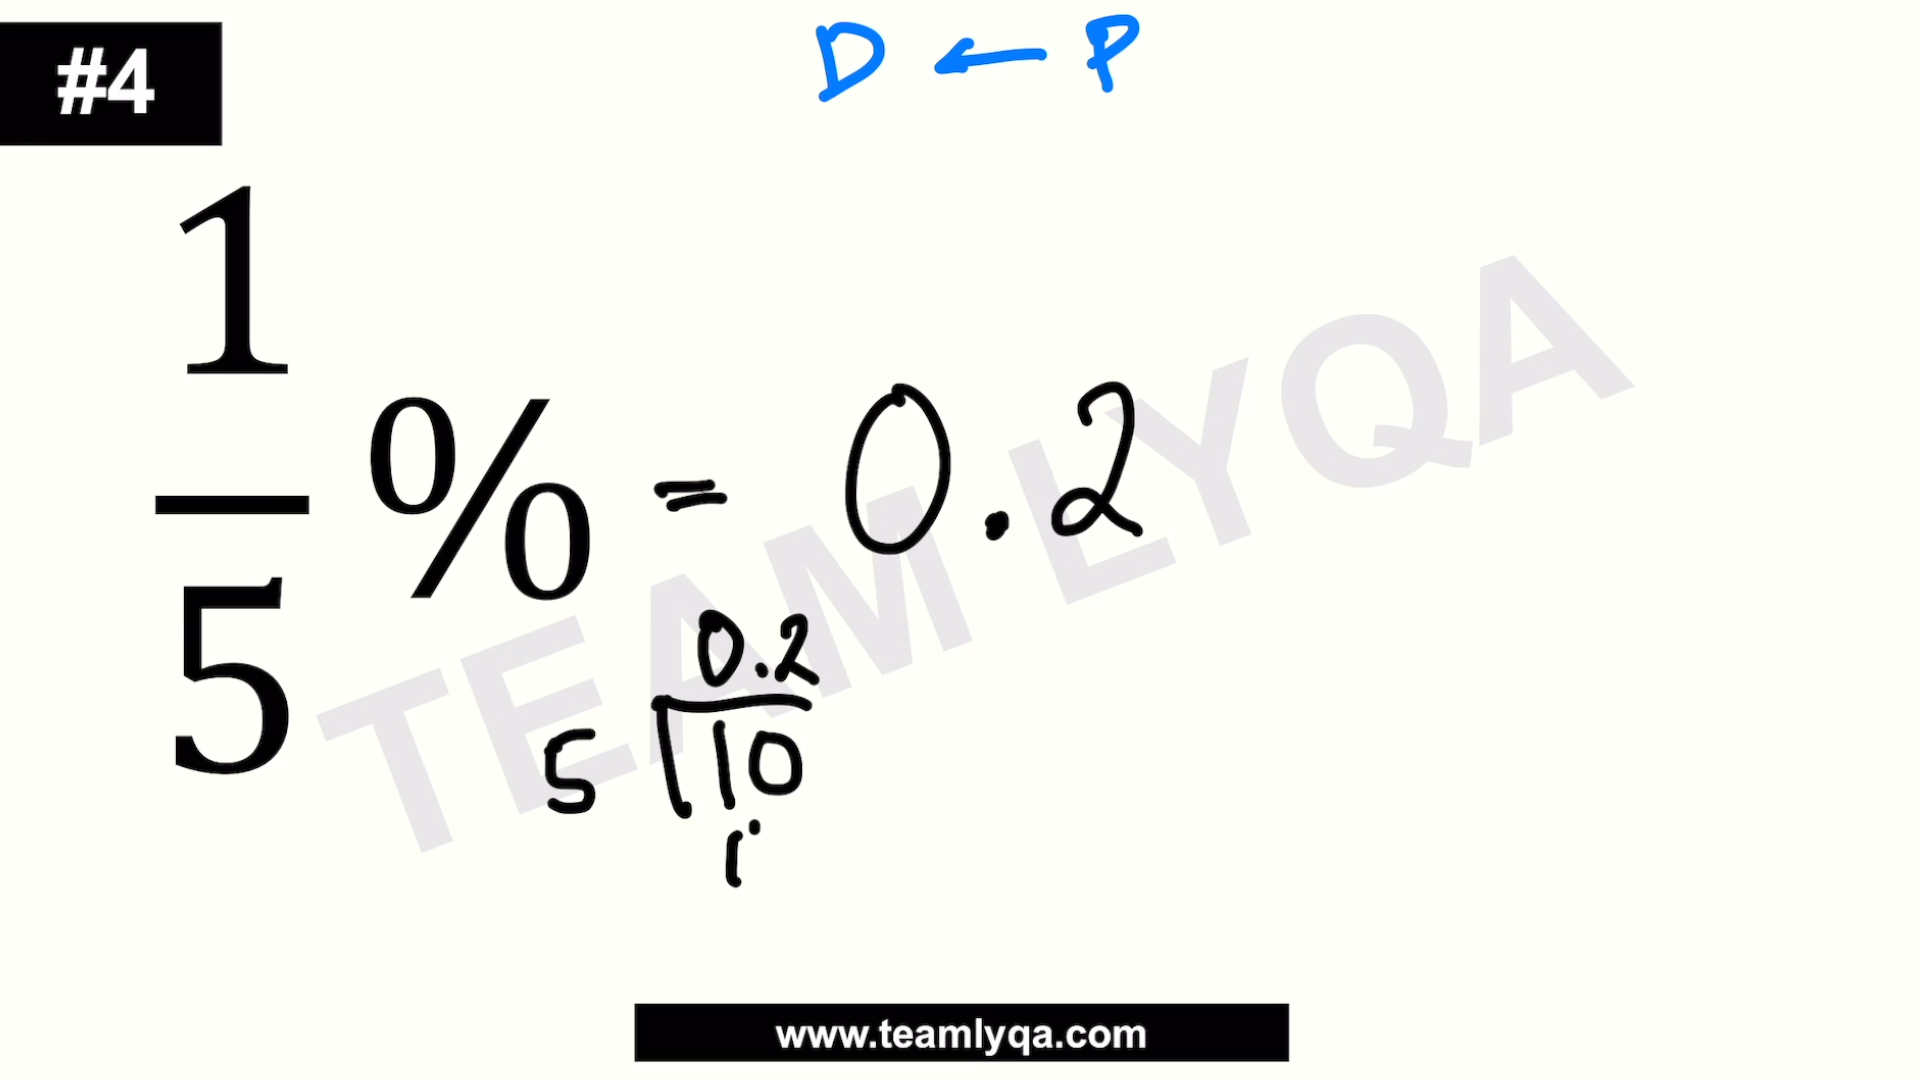 #4
D ← P
1
5
% = 0.2
0.2
5 10
TEAM LYQA
www.teamlyqa.com